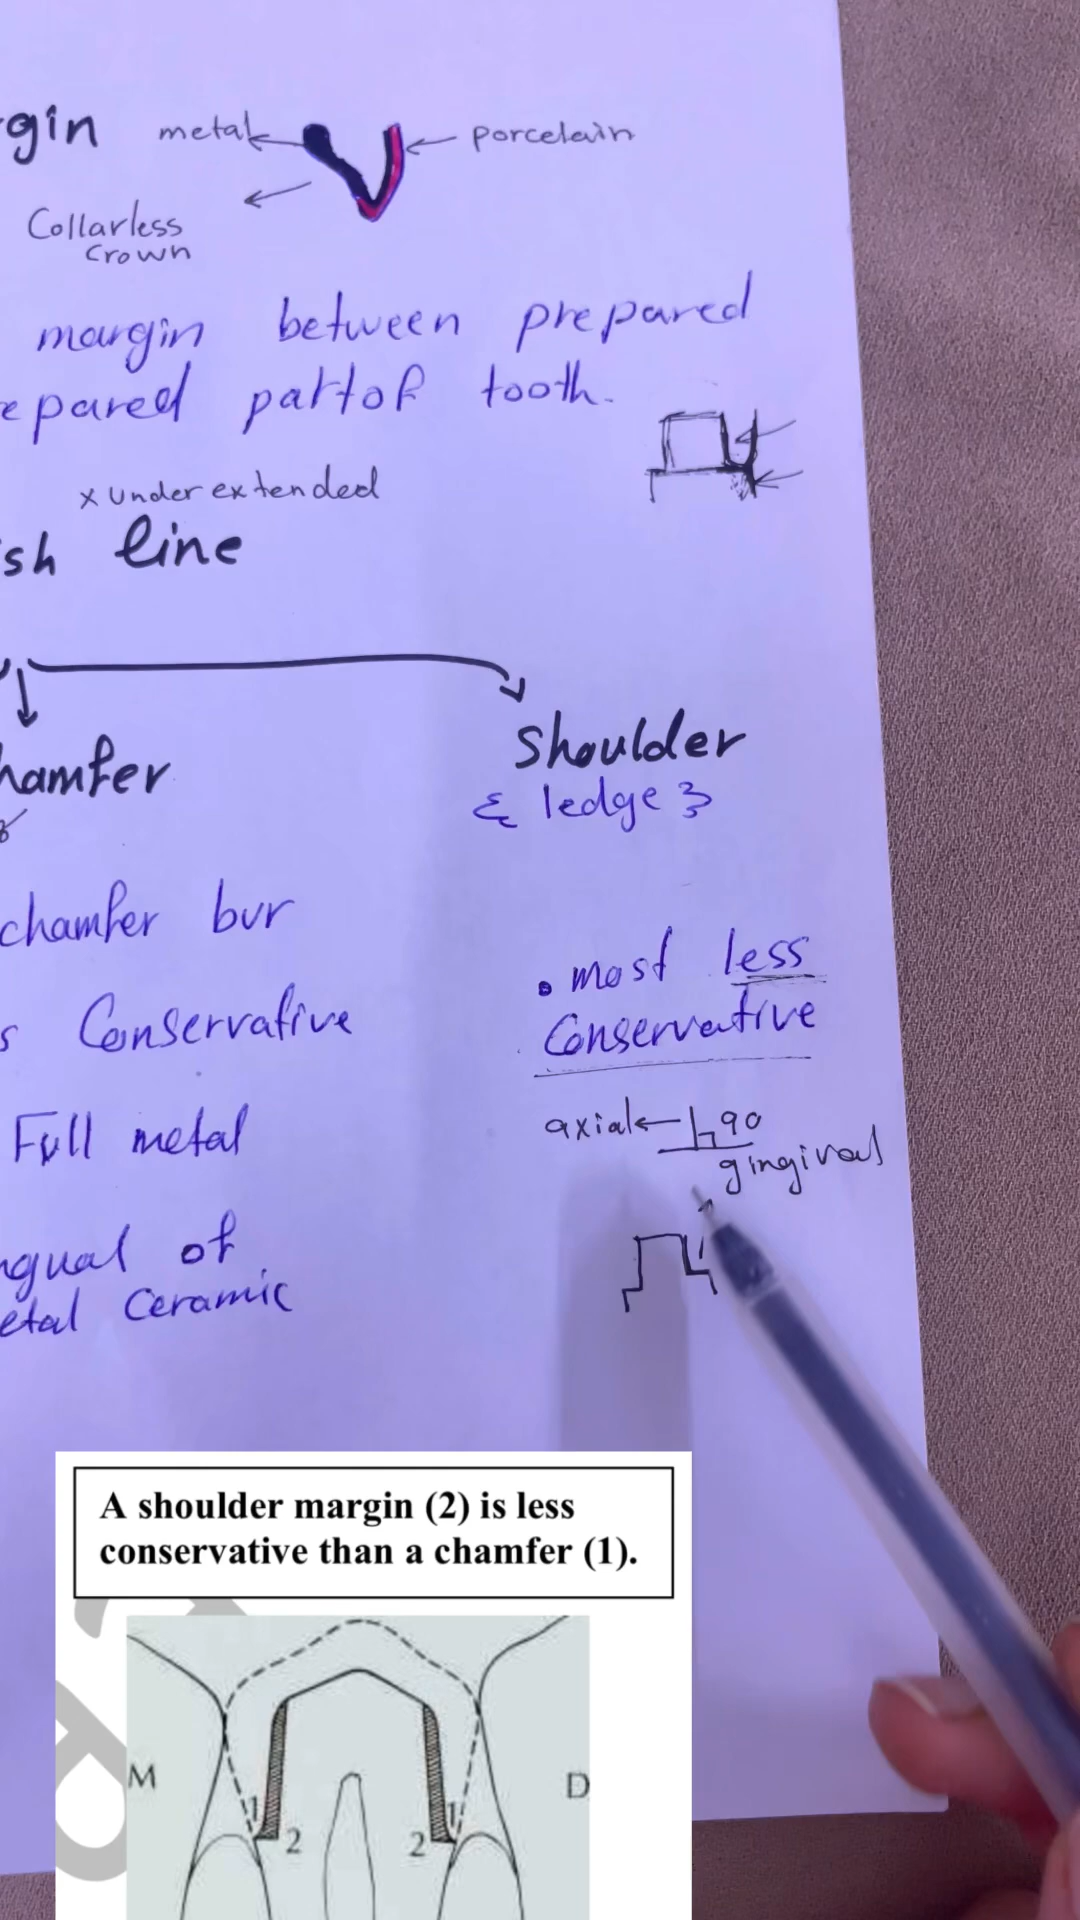 gin metal porcelain
Collarless
Crown
margin between prepared
epared part of tooth.
x under extended
sh line
hamfer
Shoulder
{ ledge }
chamfer bur
. most less
s Conservative
Conservative
Full metal
axial 90
gingival
ngual of
etal Ceramic
A shoulder margin (2) is less
conservative than a chamfer (1).
M D
1 1
2 2